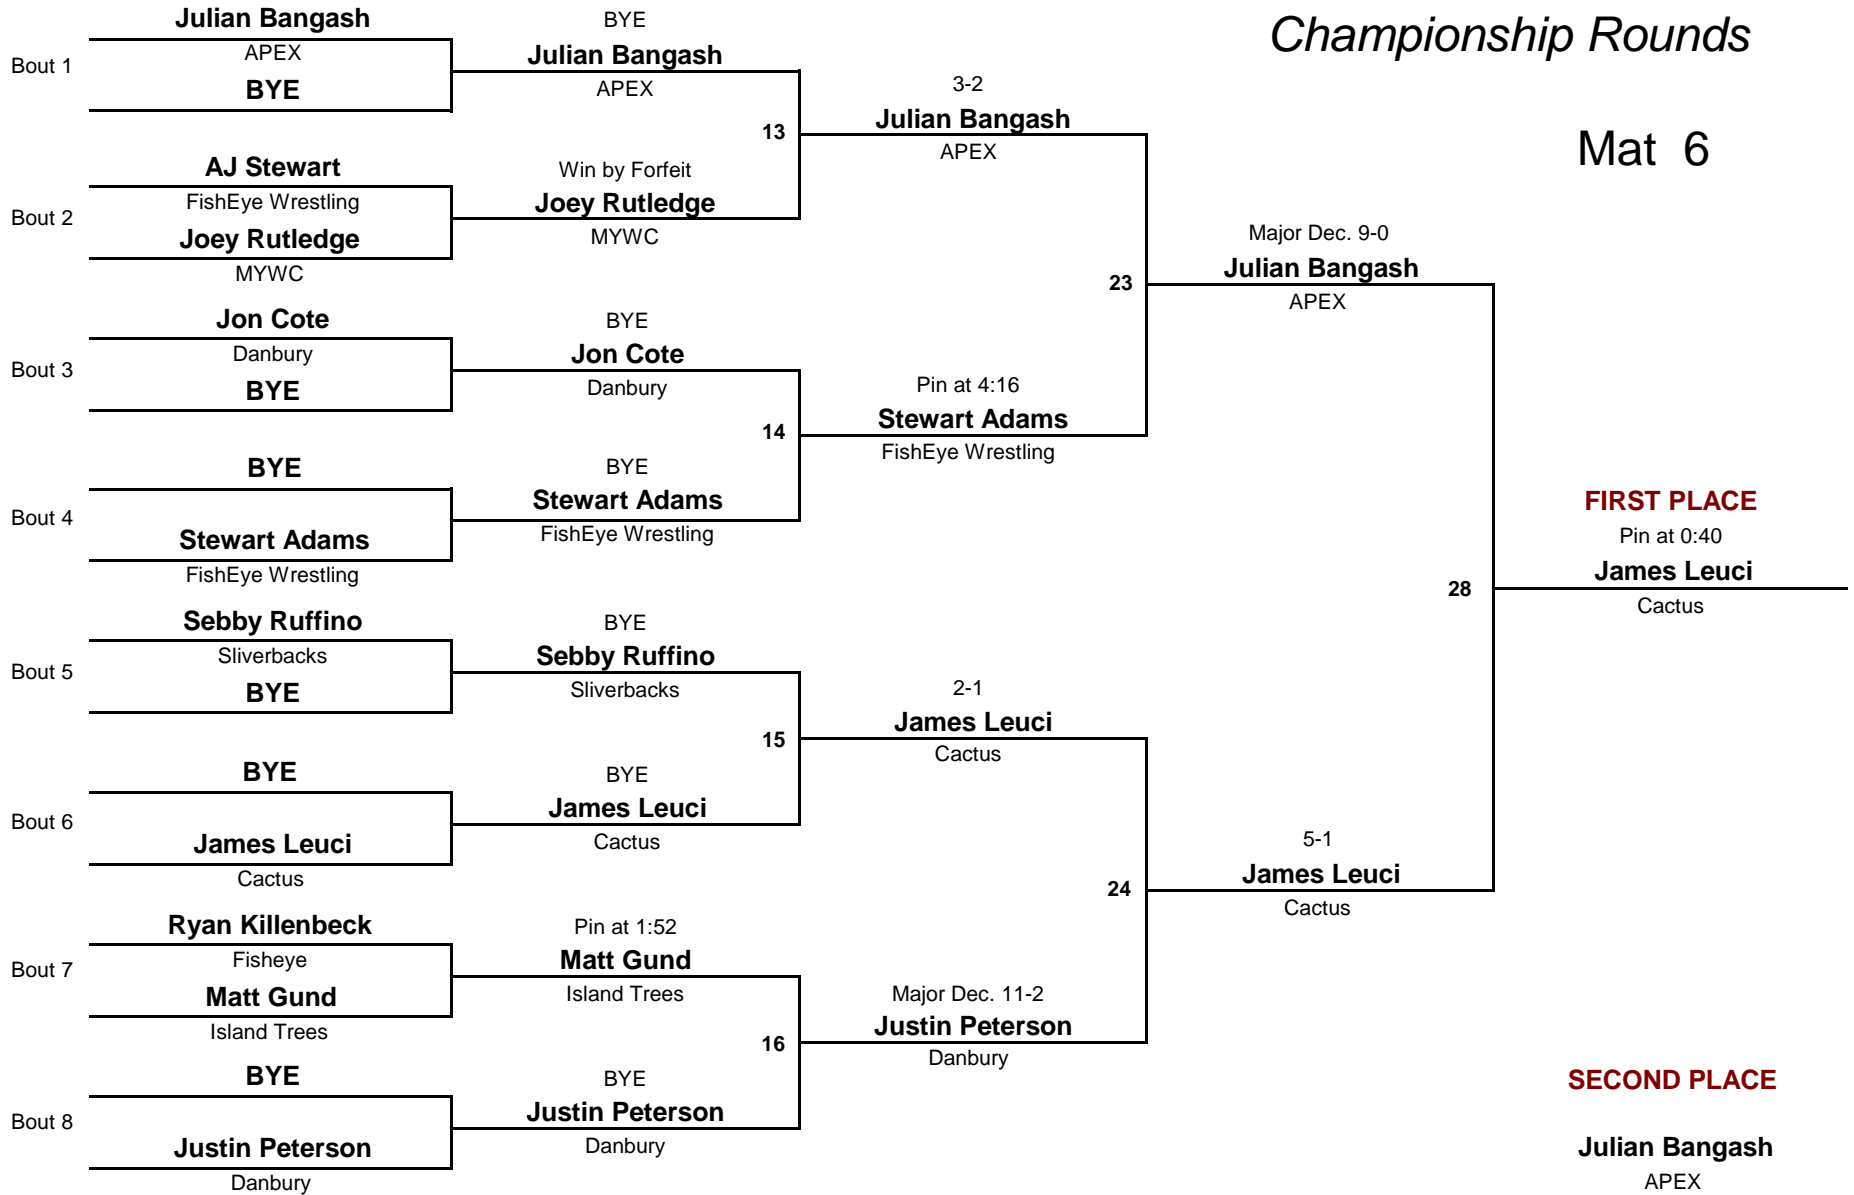 Championship Rounds
Mat 6
Bout 1
Julian Bangash
APEX
BYE
Bout 2
AJ Stewart
FishEye Wrestling
Joey Rutledge
MYWC
Bout 3
Jon Cote
Danbury
BYE
Bout 4
BYE
Stewart Adams
FishEye Wrestling
Bout 5
Sebby Ruffino
Sliverbacks
BYE
Bout 6
BYE
James Leuci
Cactus
Bout 7
Ryan Killenbeck
Fisheye
Matt Gund
Island Trees
Bout 8
BYE
Justin Peterson
Danbury
BYE
Julian Bangash
APEX
13
Win by Forfeit
Joey Rutledge
MYWC
BYE
Jon Cote
Danbury
14
BYE
Stewart Adams
FishEye Wrestling
BYE
Sebby Ruffino
Sliverbacks
15
BYE
James Leuci
Cactus
Pin at 1:52
Matt Gund
Island Trees
16
BYE
Justin Peterson
Danbury
3-2
Julian Bangash
APEX
23
Pin at 4:16
Stewart Adams
FishEye Wrestling
2-1
James Leuci
Cactus
24
Major Dec. 11-2
Justin Peterson
Danbury
Major Dec. 9-0
Julian Bangash
APEX
28
5-1
James Leuci
Cactus
FIRST PLACE
Pin at 0:40
James Leuci
Cactus
SECOND PLACE
Julian Bangash
APEX